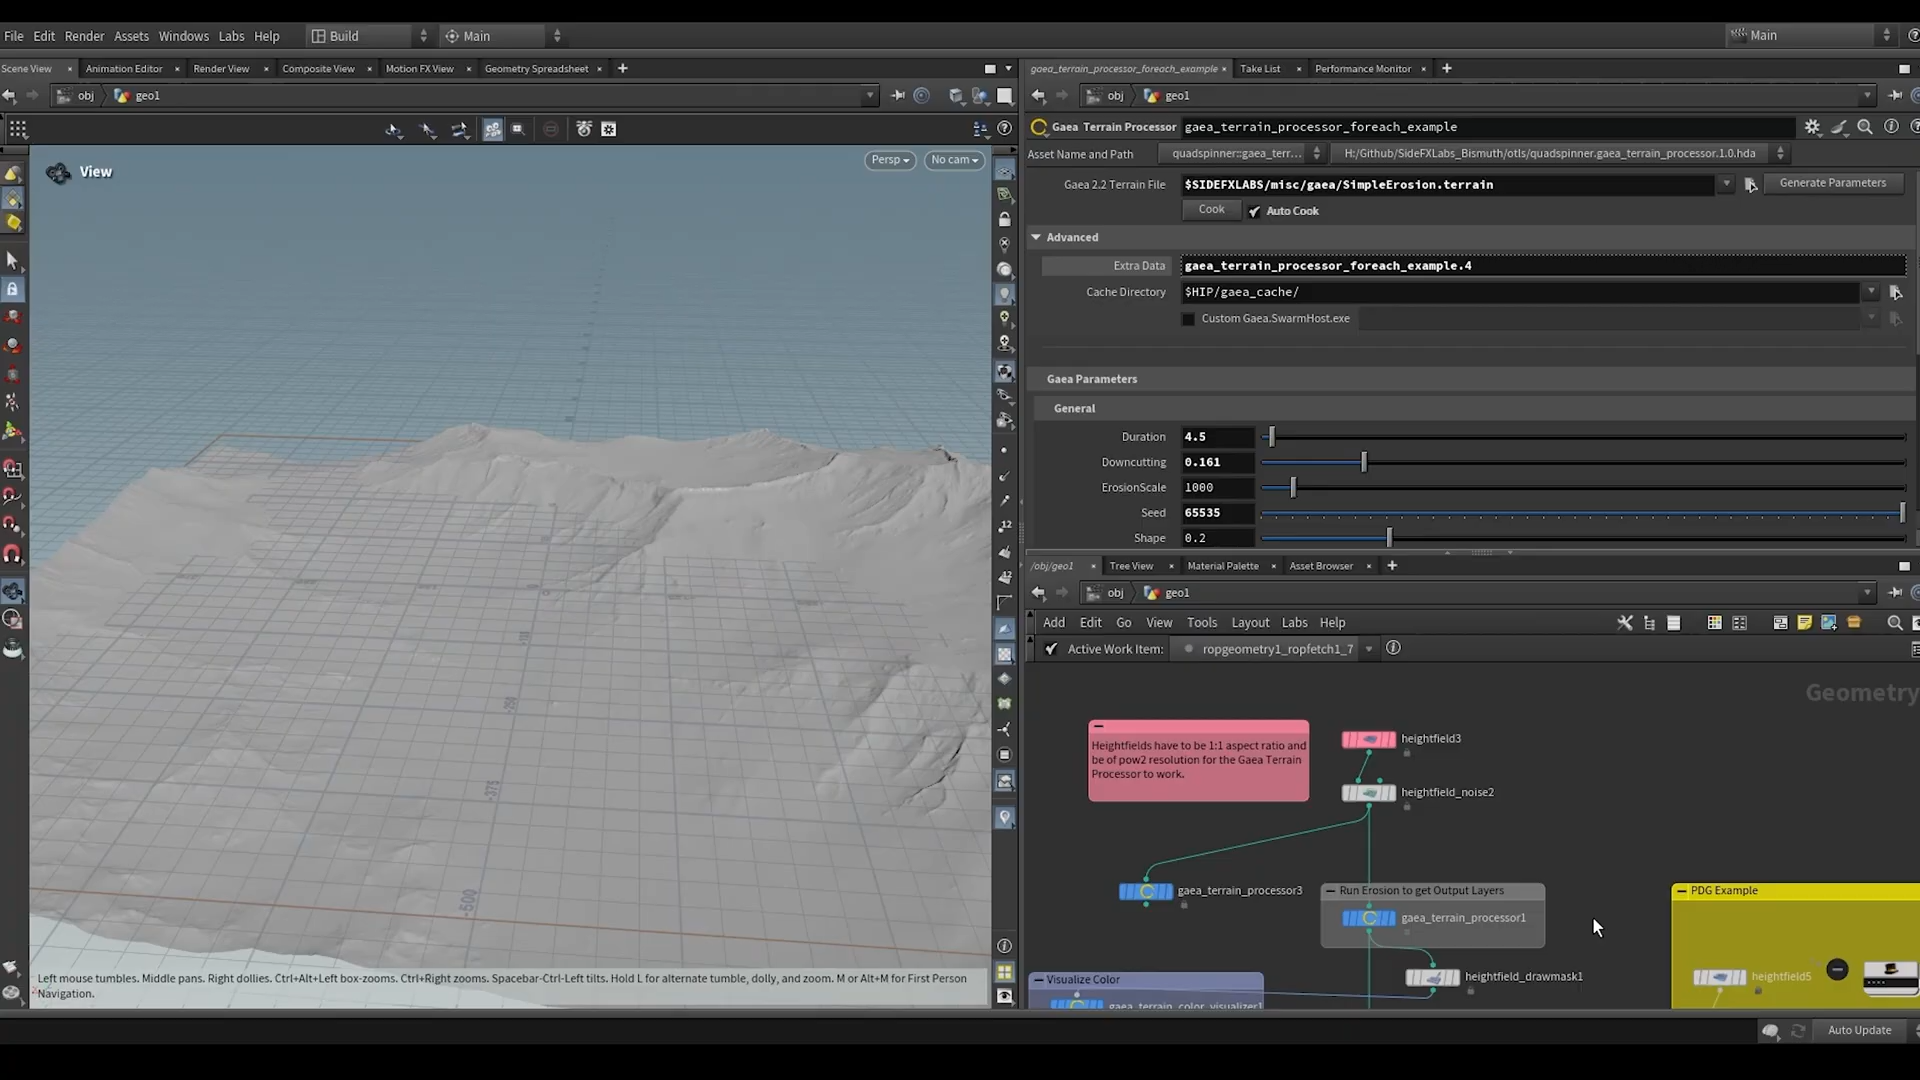 File Edit Render Assets Windows Labs Help Build Main Main
Scene View Animation Editor Render View Composite View Motion FX View Geometry Spreadsheet
obj geo1
View
Persp No cam
-375
-500
Left mouse tumbles. Middle pans. Right dollies. Ctrl+Alt+Left box-zooms. Ctrl+Right zooms. Spacebar-Ctrl-Left tilts. Hold L for alternate tumble, dolly, and zoom. M or Alt+M for First Person
Navigation.
gaea_terrain_processor_foreach_example Take List Performance Monitor
obj geo1
Gaea Terrain Processor gaea_terrain_processor_foreach_example
Asset Name and Path quadspinner::gaea_terr... H:/Github/SideFXLabs_Bismuth/otls/quadspinner.gaea_terrain_processor.1.0.hda
Gaea 2.2 Terrain File $SIDEFXLABS/misc/gaea/SimpleErosion.terrain Generate Parameters
Cook Auto Cook
Advanced
Extra Data gaea_terrain_processor_foreach_example.4
Cache Directory $HIP/gaea_cache/
Custom Gaea.SwarmHost.exe
Gaea Parameters
General
Duration 4.5
Downcutting 0.161
ErosionScale 1000
Seed 65535
Shape 0.2
/obj/geo1 Tree View Material Palette Asset Browser
obj geo1
Add Edit Go View Tools Layout Labs Help
Active Work Item: ropgeometry1_ropfetch1_7
Geometry
Heightfields have to be 1:1 aspect ratio and
be of pow2 resolution for the Gaea Terrain
Processor to work.
heightfield3
heightfield_noise2
gaea_terrain_processor3
Run Erosion to get Output Layers
gaea_terrain_processor1
heightfield_drawmask1
Visualize Color
gaea_terrain_color_visualizer1
PDG Example
heightfield5
Auto Update